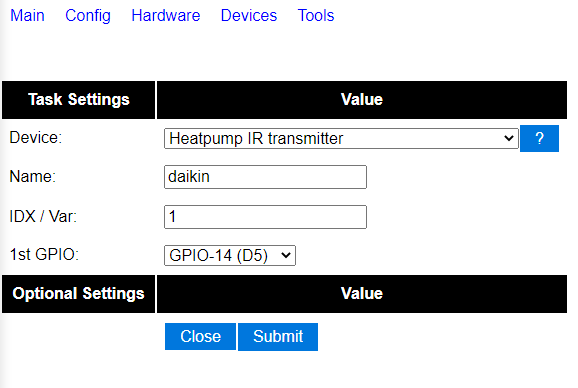 Main Config Hardware Devices Tools
Task Settings Value
Device: Heatpump IR transmitter ?
Name: daikin
IDX / Var: 1
1st GPIO: GPIO-14 (D5)
Optional Settings Value
Close Submit